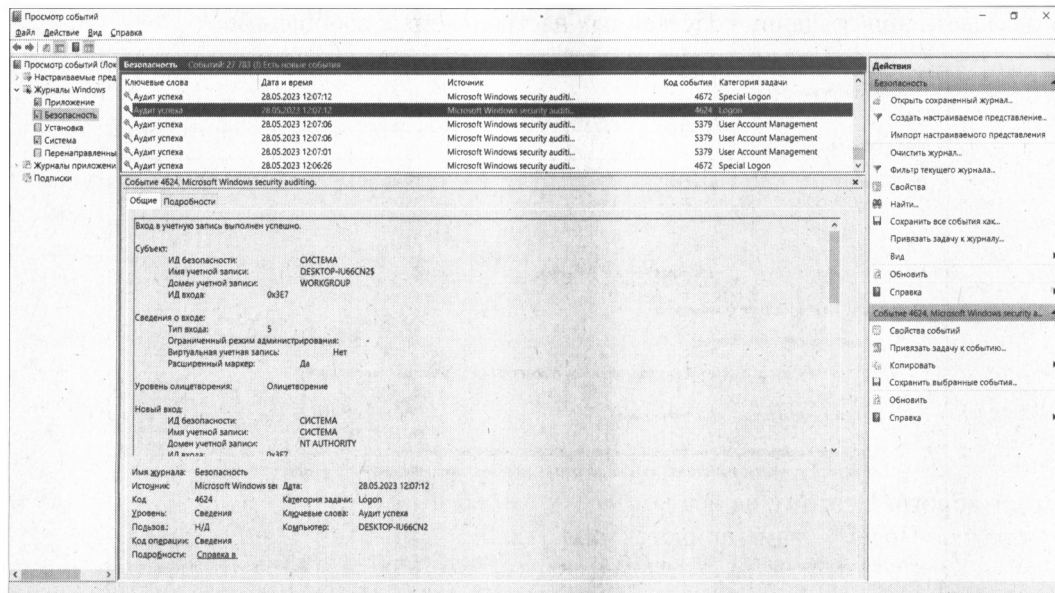 Просмотр событий
Файл Действие Вид Справка
Просмотр событий (Лок
Настраиваемые пред
Журналы Windows
Приложение
Безопасность
Установка
Система
Перенаправленны
Журналы приложени
Подписки
Безопасность Событий: 27 783 (!) Есть новые события
Ключевые слова Дата и время Источник Код события Категория задачи
Аудит успеха 28.05.2023 12:07:12 Microsoft Windows security auditi... 4672 Special Logon
Аудит успеха 28.05.2023 12:07:12 Microsoft Windows security auditi... 4624 Logon
Аудит успеха 28.05.2023 12:07:06 Microsoft Windows security auditi... 5379 User Account Management
Аудит успеха 28.05.2023 12:07:06 Microsoft Windows security auditi... 5379 User Account Management
Аудит успеха 28.05.2023 12:07:01 Microsoft Windows security auditi... 5379 User Account Management
Аудит успеха 28.05.2023 12:06:26 Microsoft Windows security auditi... 4672 Special Logon
Событие 4624, Microsoft Windows security auditing.
Общие Подробности
Вход в учетную запись выполнен успешно.
Субъект:
ИД безопасности: СИСТЕМА
Имя учетной записи: DESKTOP-IU66CN2$
Домен учетной записи: WORKGROUP
ИД входа: 0x3E7
Сведения о входе:
Тип входа: 5
Ограниченный режим администрирования: -
Виртуальная учетная запись: Нет
Расширенный маркер: Да
Уровень олицетворения: Олицетворение
Новый вход:
ИД безопасности: СИСТЕМА
Имя учетной записи: СИСТЕМА
Домен учетной записи: NT AUTHORITY
ИД входа: 0x3E7
Имя журнала: Безопасность
Источник: Microsoft Windows sec Дата: 28.05.2023 12:07:12
Код 4624 Категория задачи: Logon
Уровень: Сведения Ключевые слова: Аудит успеха
Пользов.: Н/Д Компьютер: DESKTOP-IU66CN2
Код операции: Сведения
Подробности: Справка в
Действия
Безопасность
Открыть сохраненный журнал...
Создать настраиваемое представление...
Импорт настраиваемого представления
Очистить журнал...
Фильтр текущего журнала...
Свойства
Найти...
Сохранить все события как...
Привязать задачу к журналу...
Вид
Обновить
Справка
Событие 4624, Microsoft Windows security a...
Свойства событий
Привязать задачу к событию...
Копировать
Сохранить выбранные события...
Обновить
Справка